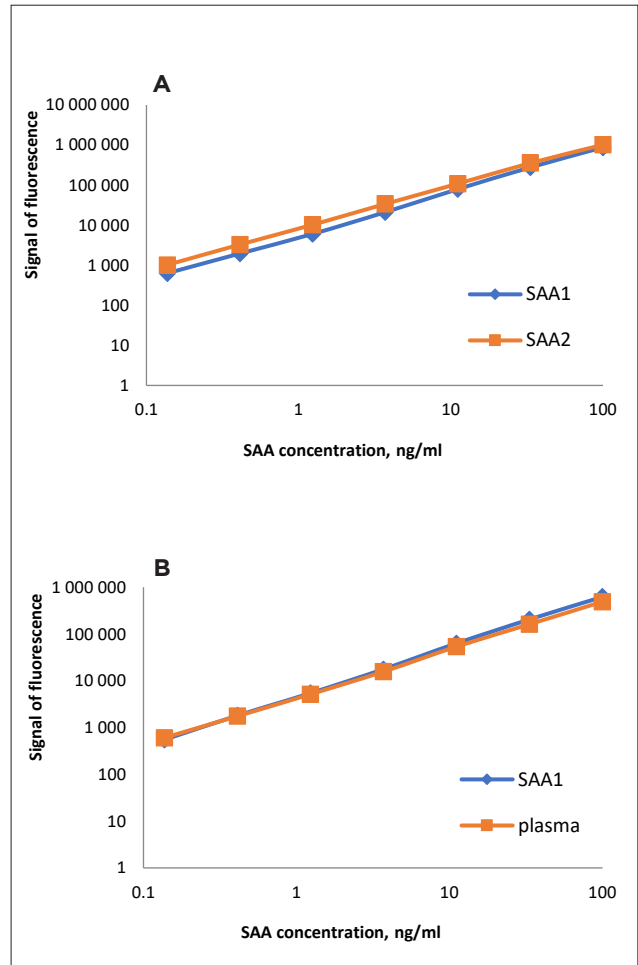 A
Signal of fluorescence
10 000 000
1 000 000
100 000
10 000
1 000
100
10
1
0.1 1 10 100
SAA concentration, ng/ml
SAA1
SAA2
B
Signal of fluorescence
1 000 000
100 000
10 000
1 000
100
10
1
0.1 1 10 100
SAA concentration, ng/ml
SAA1
plasma